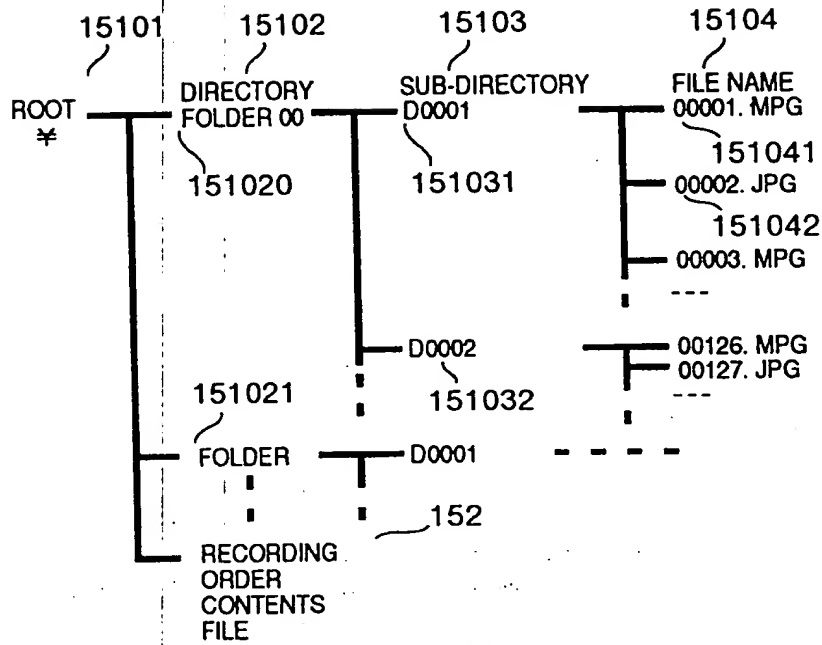 15101
15102
15103
15104
DIRECTORY
SUB-DIRECTORY
FILE NAME
ROOT
¥
FOLDER 00
D0001
00001. MPG
151020
151031
151041
00002. JPG
151042
00003. MPG
D0002
00126. MPG
00127. JPG
151021
151032
FOLDER
D0001
152
RECORDING
ORDER
CONTENTS
FILE